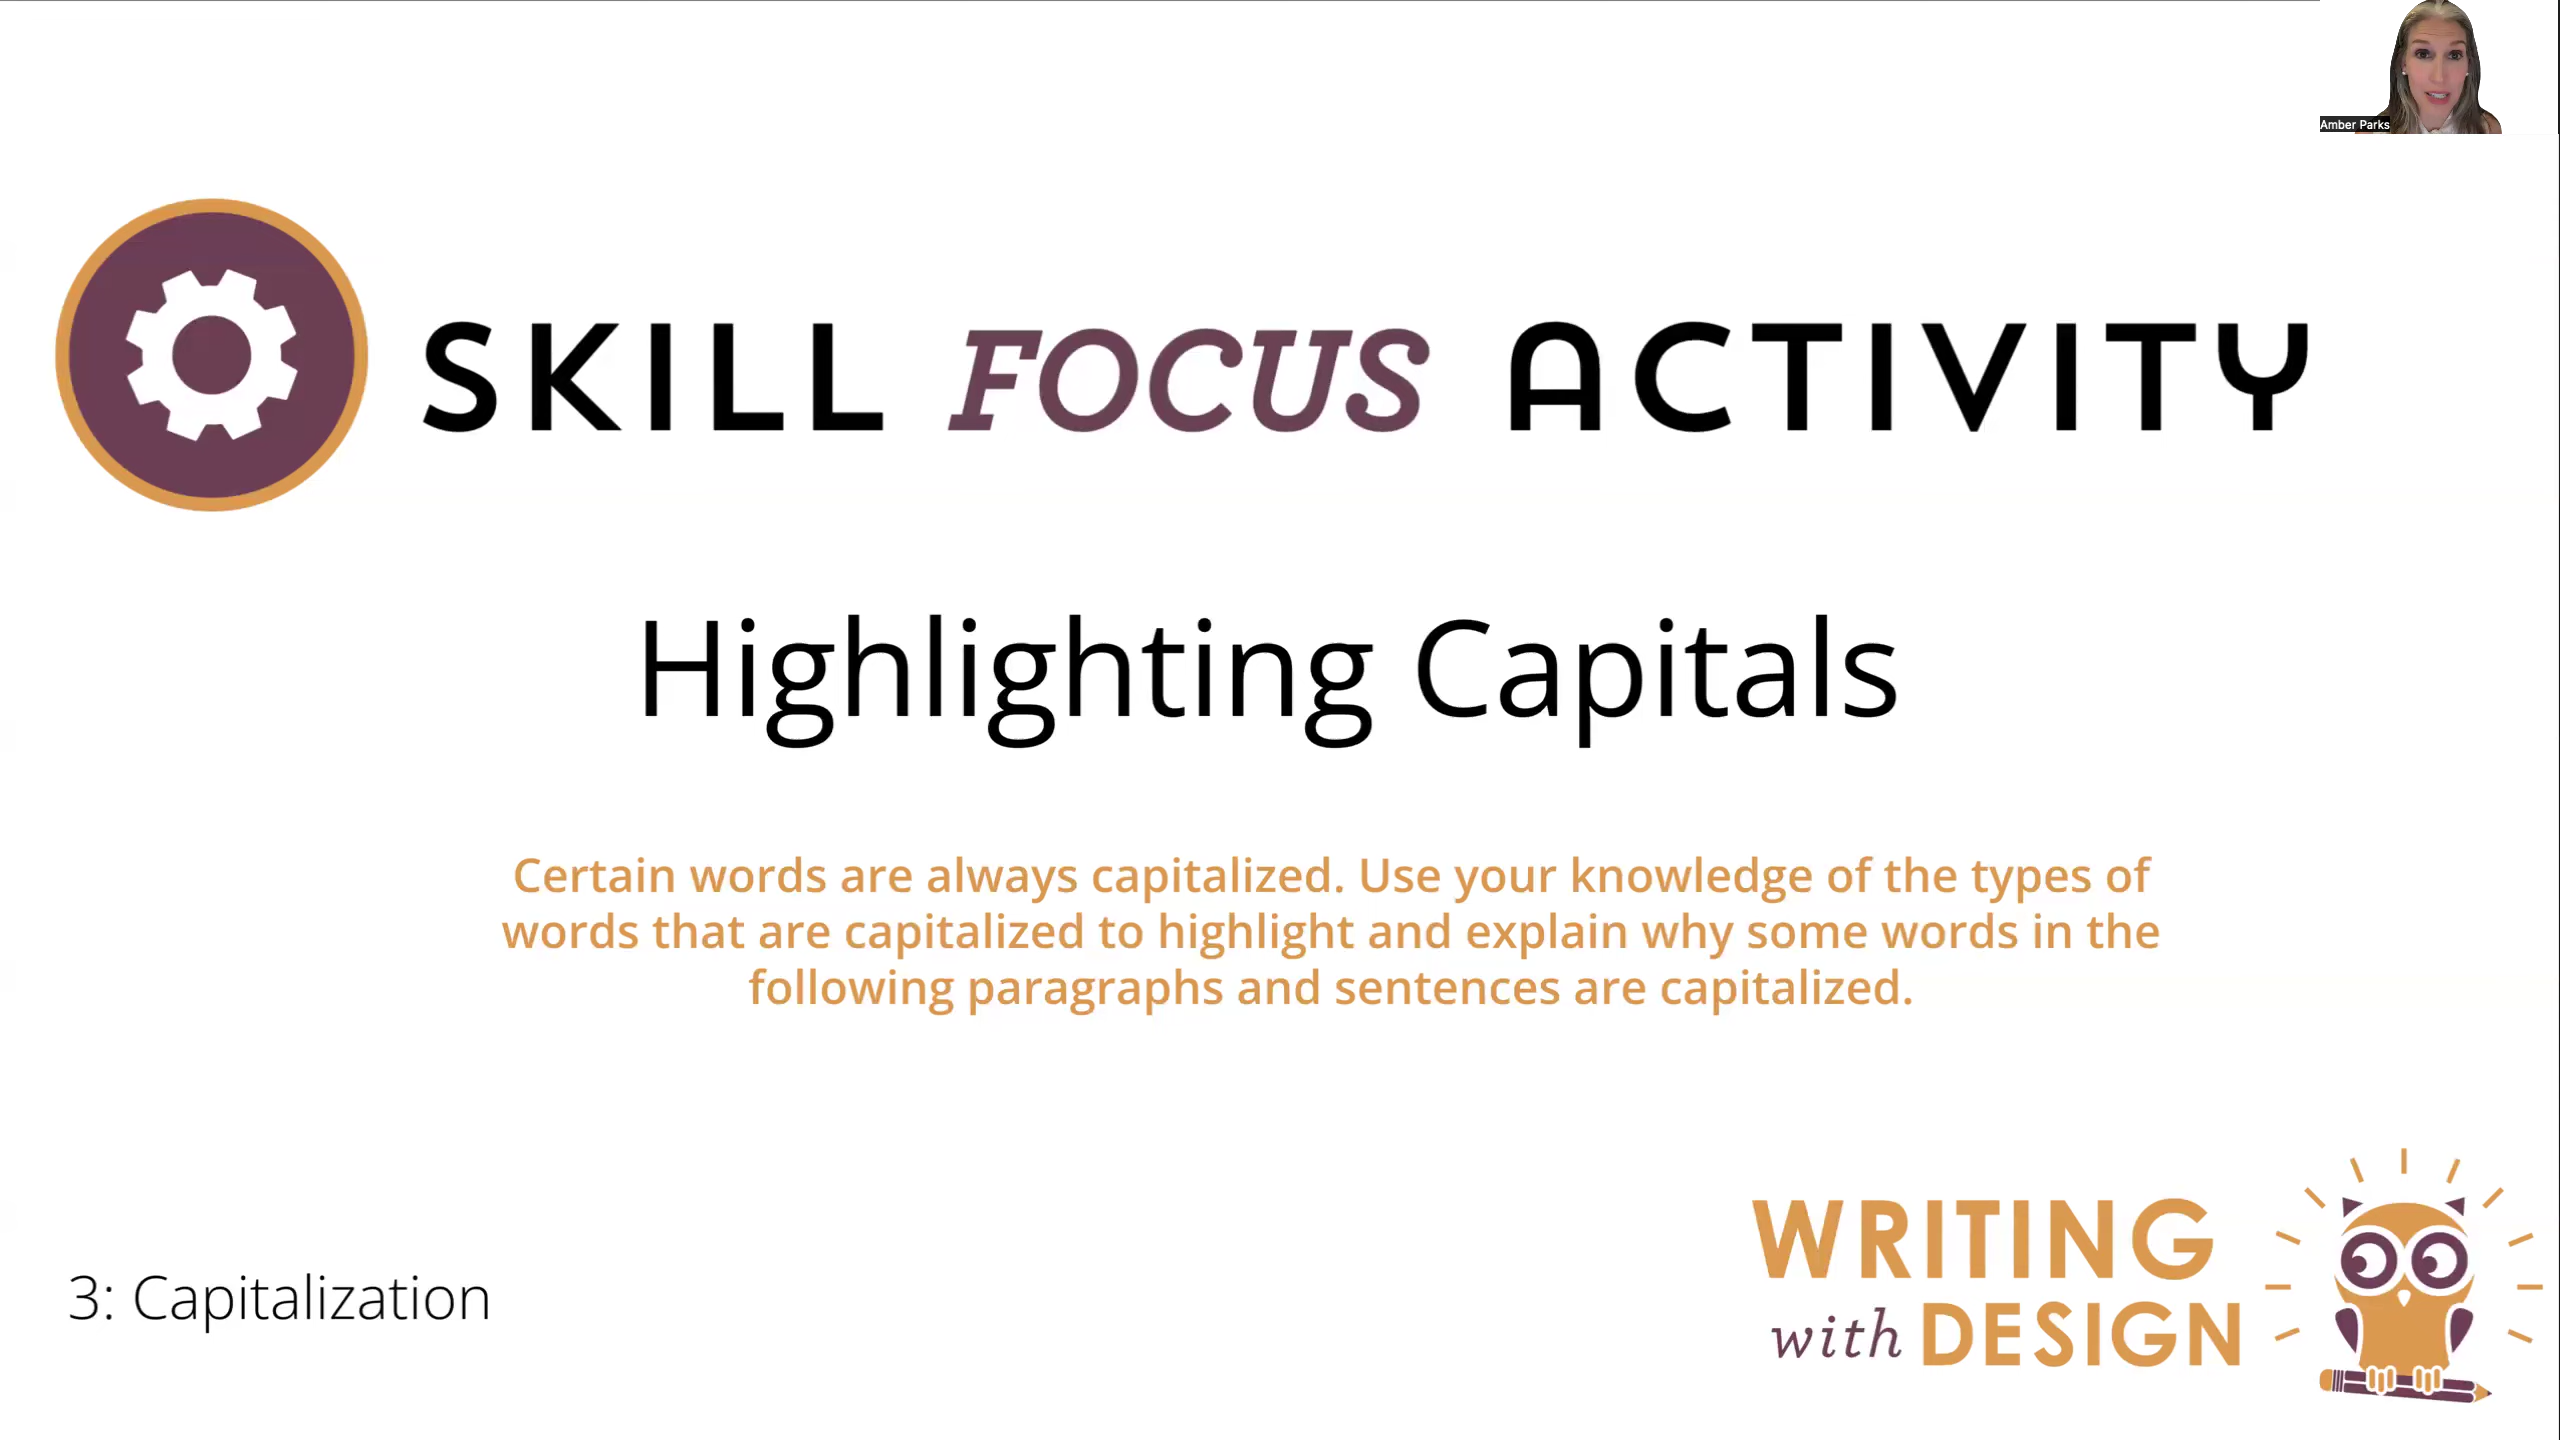 Amber Parks
SKILL FOCUS ACTIVITY
Highlighting Capitals
Certain words are always capitalized. Use your knowledge of the types of
words that are capitalized to highlight and explain why some words in the
following paragraphs and sentences are capitalized.
3: Capitalization
WRITING
with DESIGN